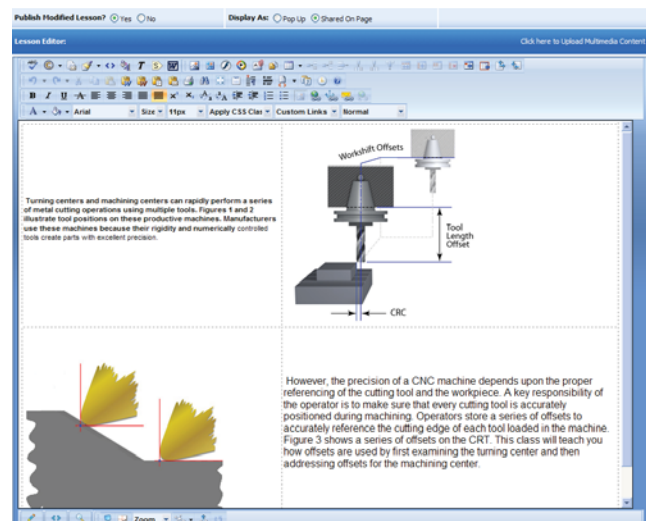 Publish Modified Lesson? Yes No Display As: Pop Up Shared On Page
Lesson Editor: Click here to Upload Multimedia Content
B I U A
A Arial Size 11px Apply CSS Clas Custom Links Normal
Workshift Offsets
Turning centers and machining centers can rapidly perform a series
of metal cutting operations using multiple tools. Figures 1 and 2
illustrate tool positions on these productive machines. Manufacturers
use these machines because their rigidity and numerically controlled
tools create parts with excellent precision.
Tool
Length
Offset
CRC
However, the precision of a CNC machine depends upon the proper
referencing of the cutting tool and the workpiece. A key responsibility of
the operator is to make sure that every cutting tool is accurately
positioned during machining. Operators store a series of offsets to
accurately reference the cutting edge of each tool loaded in the machine.
Figure 3 shows a series of offsets on the CRT. This class will teach you
how offsets are used by first examining the turning center and then
addressing offsets for the machining center.
Zoom